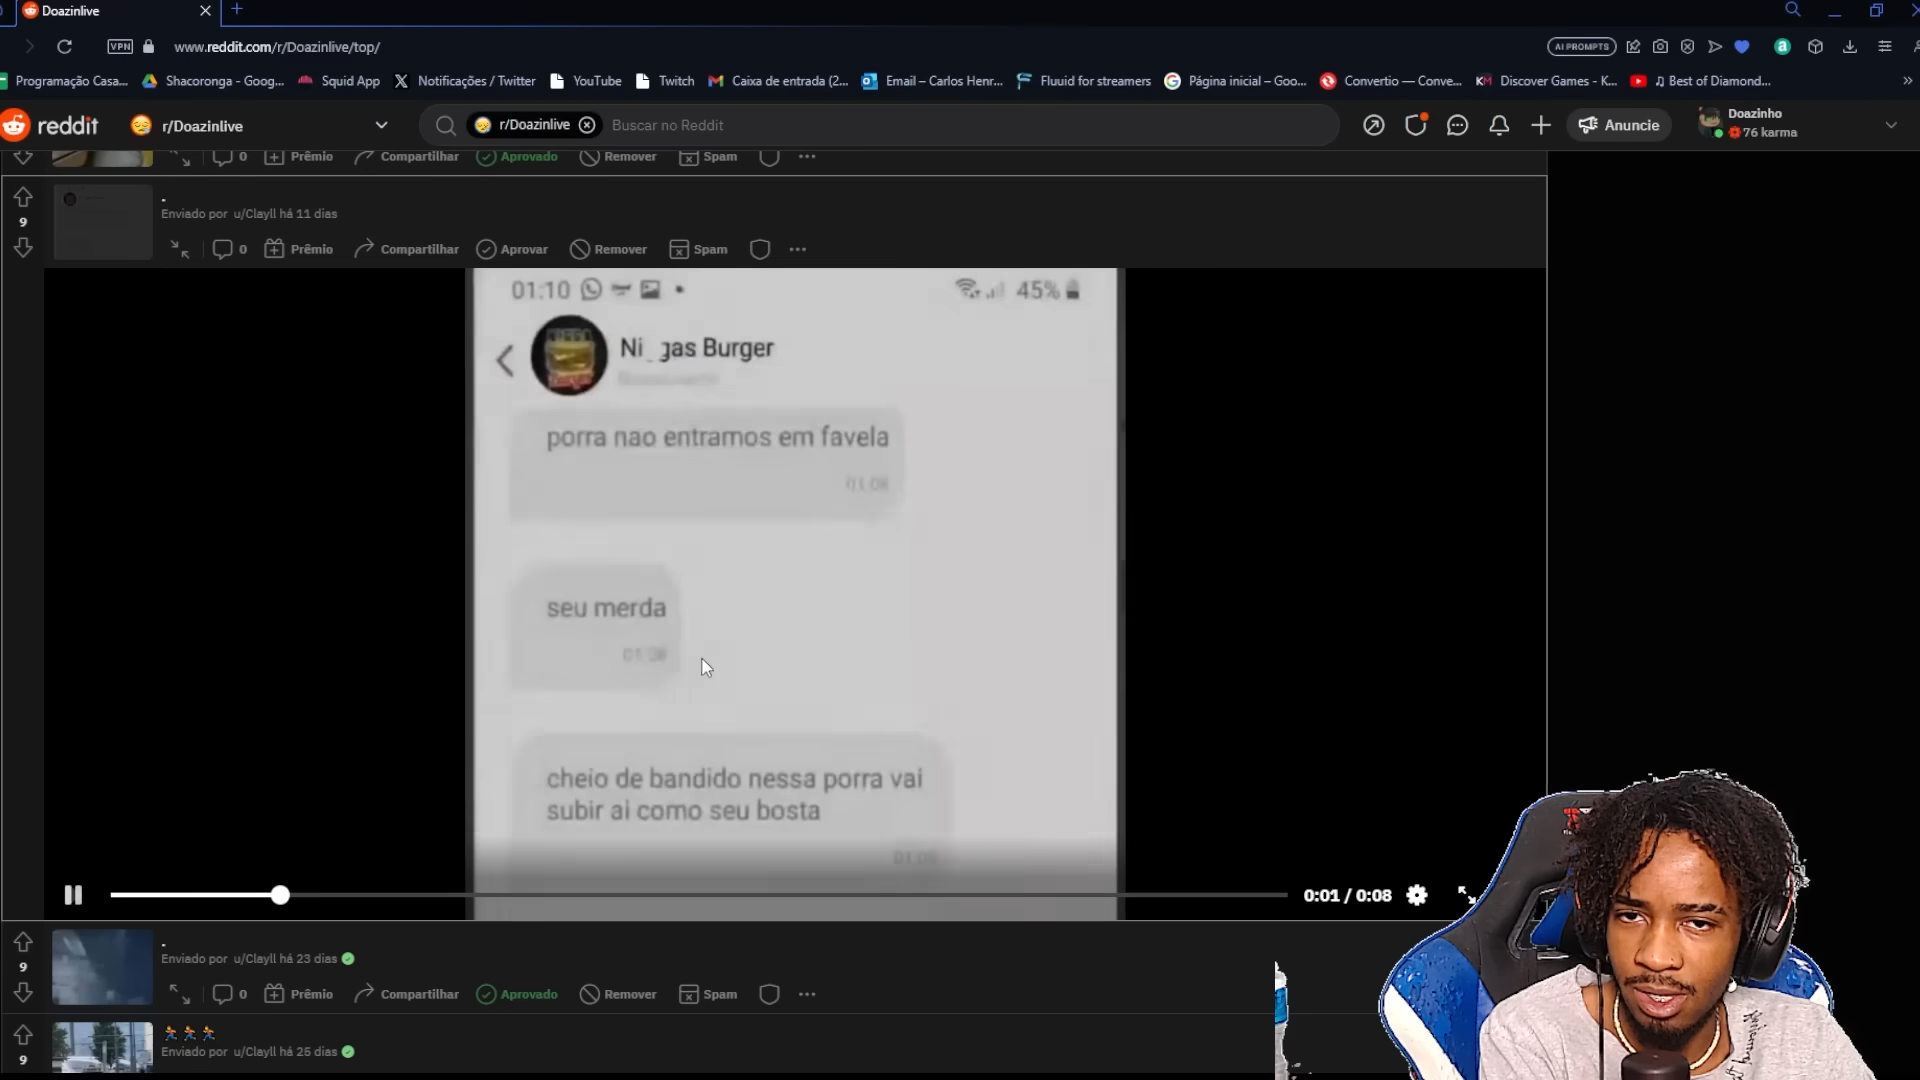 Doazinlive
VPN
www.reddit.com/r/Doazinlive/top/
AI PROMPTS
Programação Casa...
Shacoronga - Goog...
Squid App
Notificações / Twitter
YouTube
Twitch
Caixa de entrada (2...
Email – Carlos Henr...
Fluuid for streamers
Página inicial – Goo...
Convertio — Conve...
Discover Games - K...
♫ Best of Diamond...
reddit
r/Doazinlive
r/Doazinlive
Buscar no Reddit
Anuncie
Doazinho
76 karma
0
Prêmio
Compartilhar
Aprovado
Remover
Spam
9
.
Enviado por u/Clayll há 11 dias
0
Prêmio
Compartilhar
Aprovar
Remover
Spam
01:10
45%
Ni_gas Burger
porra nao entramos em favela
01:08
seu merda
01:08
cheio de bandido nessa porra vai
subir ai como seu bosta
0:01 / 0:08
9
.
Enviado por u/Clayll há 23 dias
0
Prêmio
Compartilhar
Aprovado
Remover
Spam
9
🏃🏃🏃
Enviado por u/Clayll há 25 dias